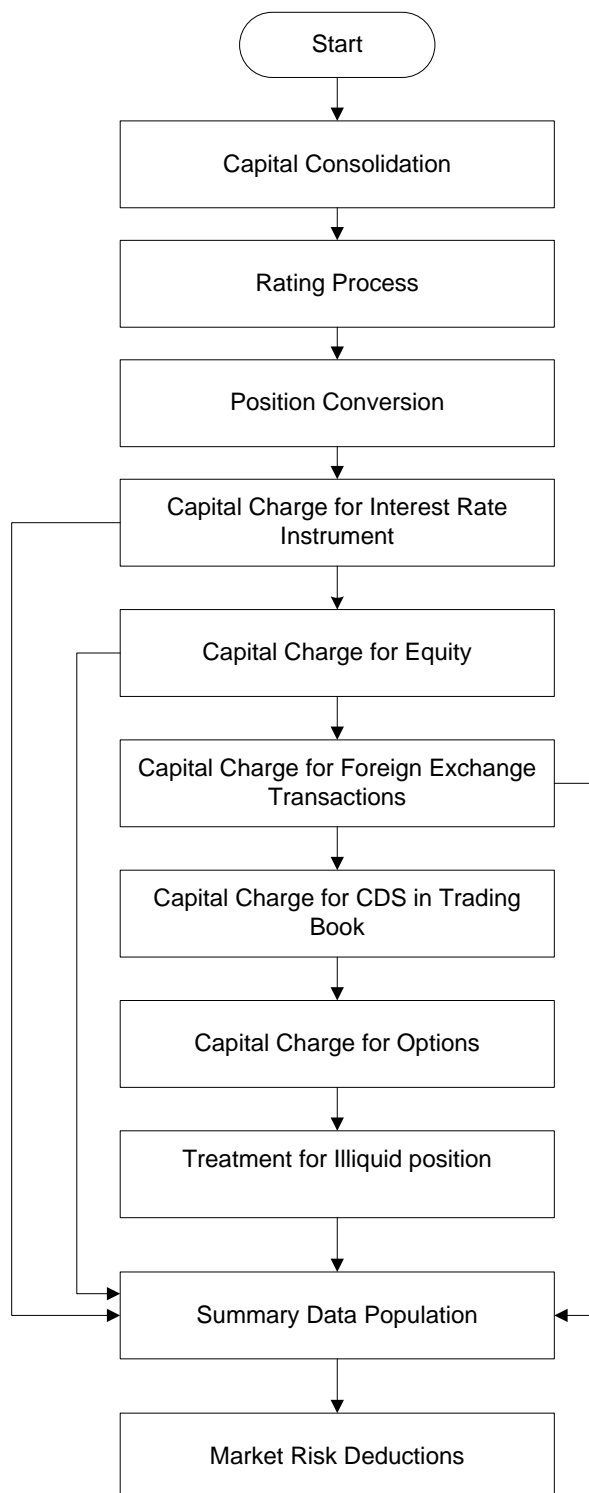 Start
Capital Consolidation
Rating Process
Position Conversion
Capital Charge for Interest Rate
Instrument
Capital Charge for Equity
Capital Charge for Foreign Exchange
Transactions
Capital Charge for CDS in Trading
Book
Capital Charge for Options
Treatment for Illiquid position
Summary Data Population
Market Risk Deductions